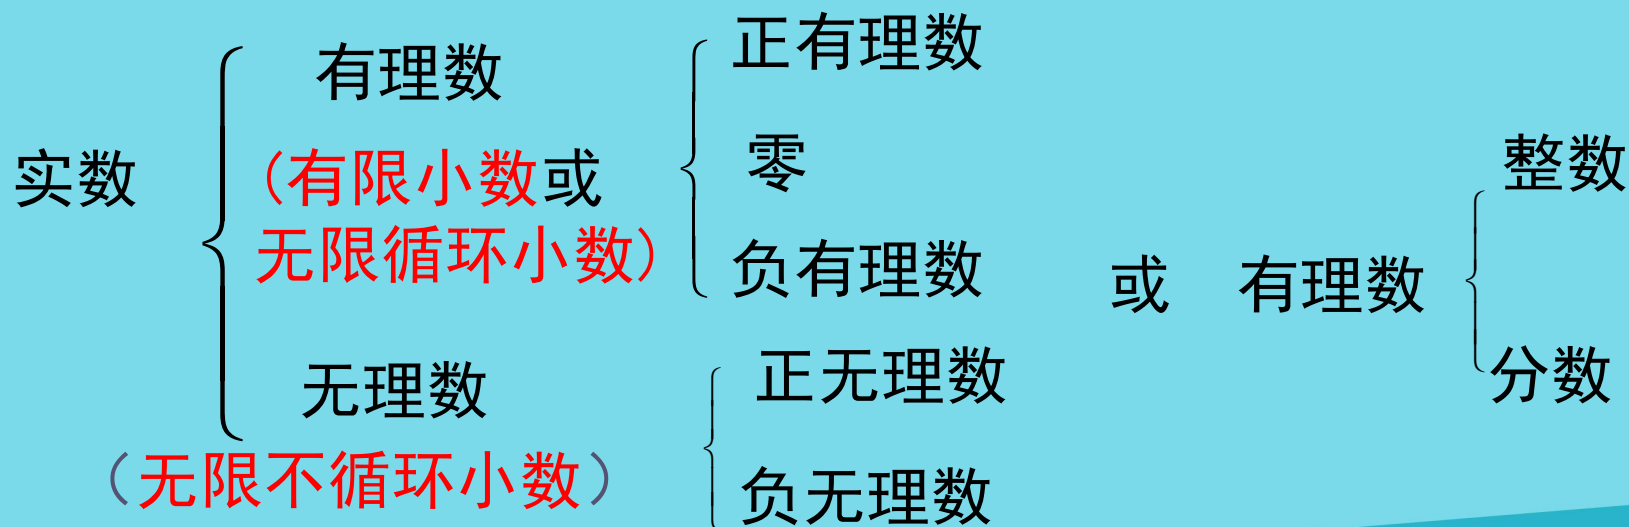 正有理数
有理数
实数
(有限小数或
无限循环小数)
零
负有理数
或 有理数
整数
分数
无理数
(无限不循环小数)
正无理数
负无理数